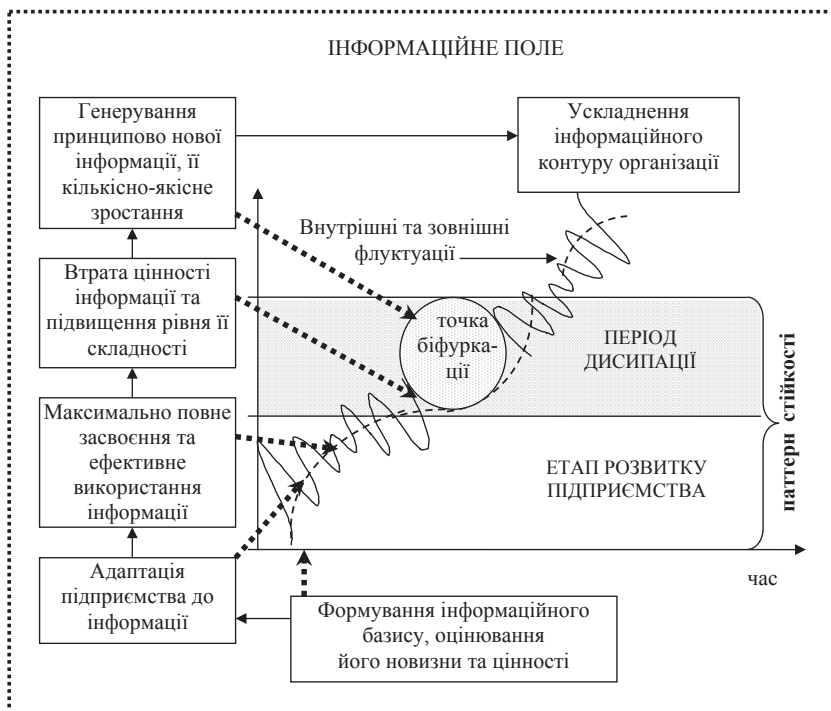 ІНФОРМАЦІЙНЕ ПОЛЕ
Генерування
принципово нової
інформації, її
кількісно-якісне
зростання
Ускладнення
інформаційного
контуру організації
Внутрішні та зовнішні
флуктуації
Втрата цінності
інформації та
підвищення рівня її
складності
точка
біфурка-
ції
ПЕРІОД
ДИСИПАЦІЇ
Максимально повне
засвоєння та
ефективне
використання
інформації
ЕТАП РОЗВИТКУ
ПІДПРИЄМСТВА
паттерн стійкості
Адаптація
підприємства до
інформації
час
Формування інформаційного
базису, оцінювання
його новизни та цінності